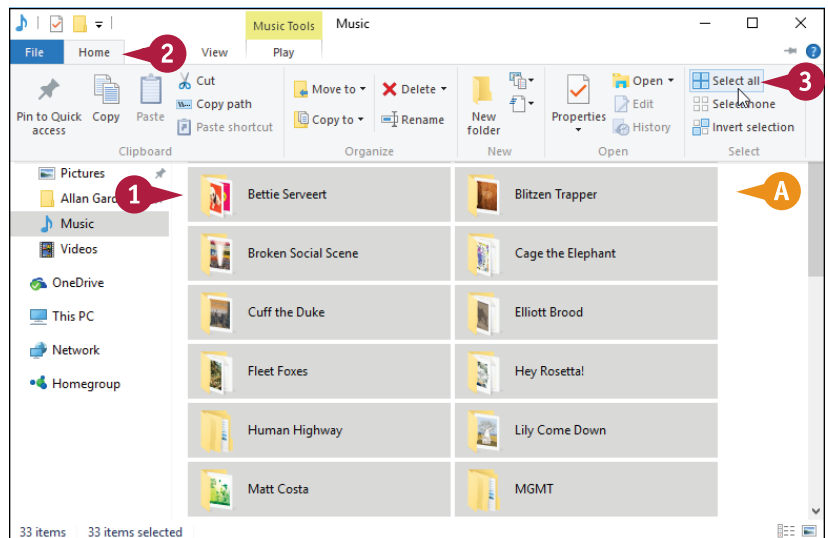 Music Tools Music
File Home View Play
2
Pin to Quick access
Copy
Paste
Cut
Copy path
Paste shortcut
Clipboard
Move to
Copy to
Delete
Rename
Organize
New folder
New
Properties
Open
Edit
History
Open
Select all
Select none
Invert selection
Select
3
Pictures
Allan Gar
Music
Videos
OneDrive
This PC
Network
Homegroup
1
A
Bettie Serveert Blitzen Trapper
Broken Social Scene Cage the Elephant
Cuff the Duke Elliott Brood
Fleet Foxes Hey Rosetta!
Human Highway Lily Come Down
Matt Costa MGMT
33 items 33 items selected